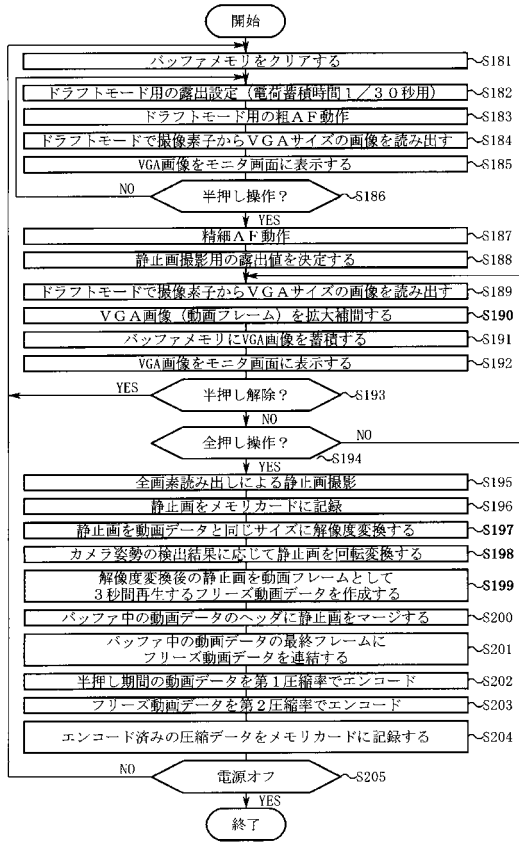 開始
バッファメモリをクリアする
S181
ドラフトモード用の露出設定(電荷蓄積時間1/30秒用)
S182
ドラフトモード用の粗AF動作
S183
ドラフトモードで撮像素子からVGAサイズの画像を読み出す
S184
VGA画像をモニタ画面に表示する
S185
NO
半押し操作?
S186
YES
精細AF動作
S187
静止画撮影用の露出値を決定する
S188
ドラフトモードで撮像素子からVGAサイズの画像を読み出す
S189
VGA画像(動画フレーム)を拡大補間する
S190
バッファメモリにVGA画像を蓄積する
S191
VGA画像をモニタ画面に表示する
S192
YES
半押し解除?
S193
NO
全押し操作?
NO
S194
YES
全画素読み出しによる静止画撮影
S195
静止画をメモリカードに記録
S196
静止画を動画データと同じサイズに解像度変換する
S197
カメラ姿勢の検出結果に応じて静止画を回転変換する
S198
解像度変換後の静止画を動画フレームとして
3秒間再生するフリーズ動画データを作成する
S199
バッファ中の動画データのヘッダに静止画をマージする
S200
バッファ中の動画データの最終フレームに
フリーズ動画データを連結する
S201
半押し期間の動画データを第1圧縮率でエンコード
S202
フリーズ動画データを第2圧縮率でエンコード
S203
エンコード済みの圧縮データをメモリカードに記録する
S204
NO
電源オフ
S205
YES
終了